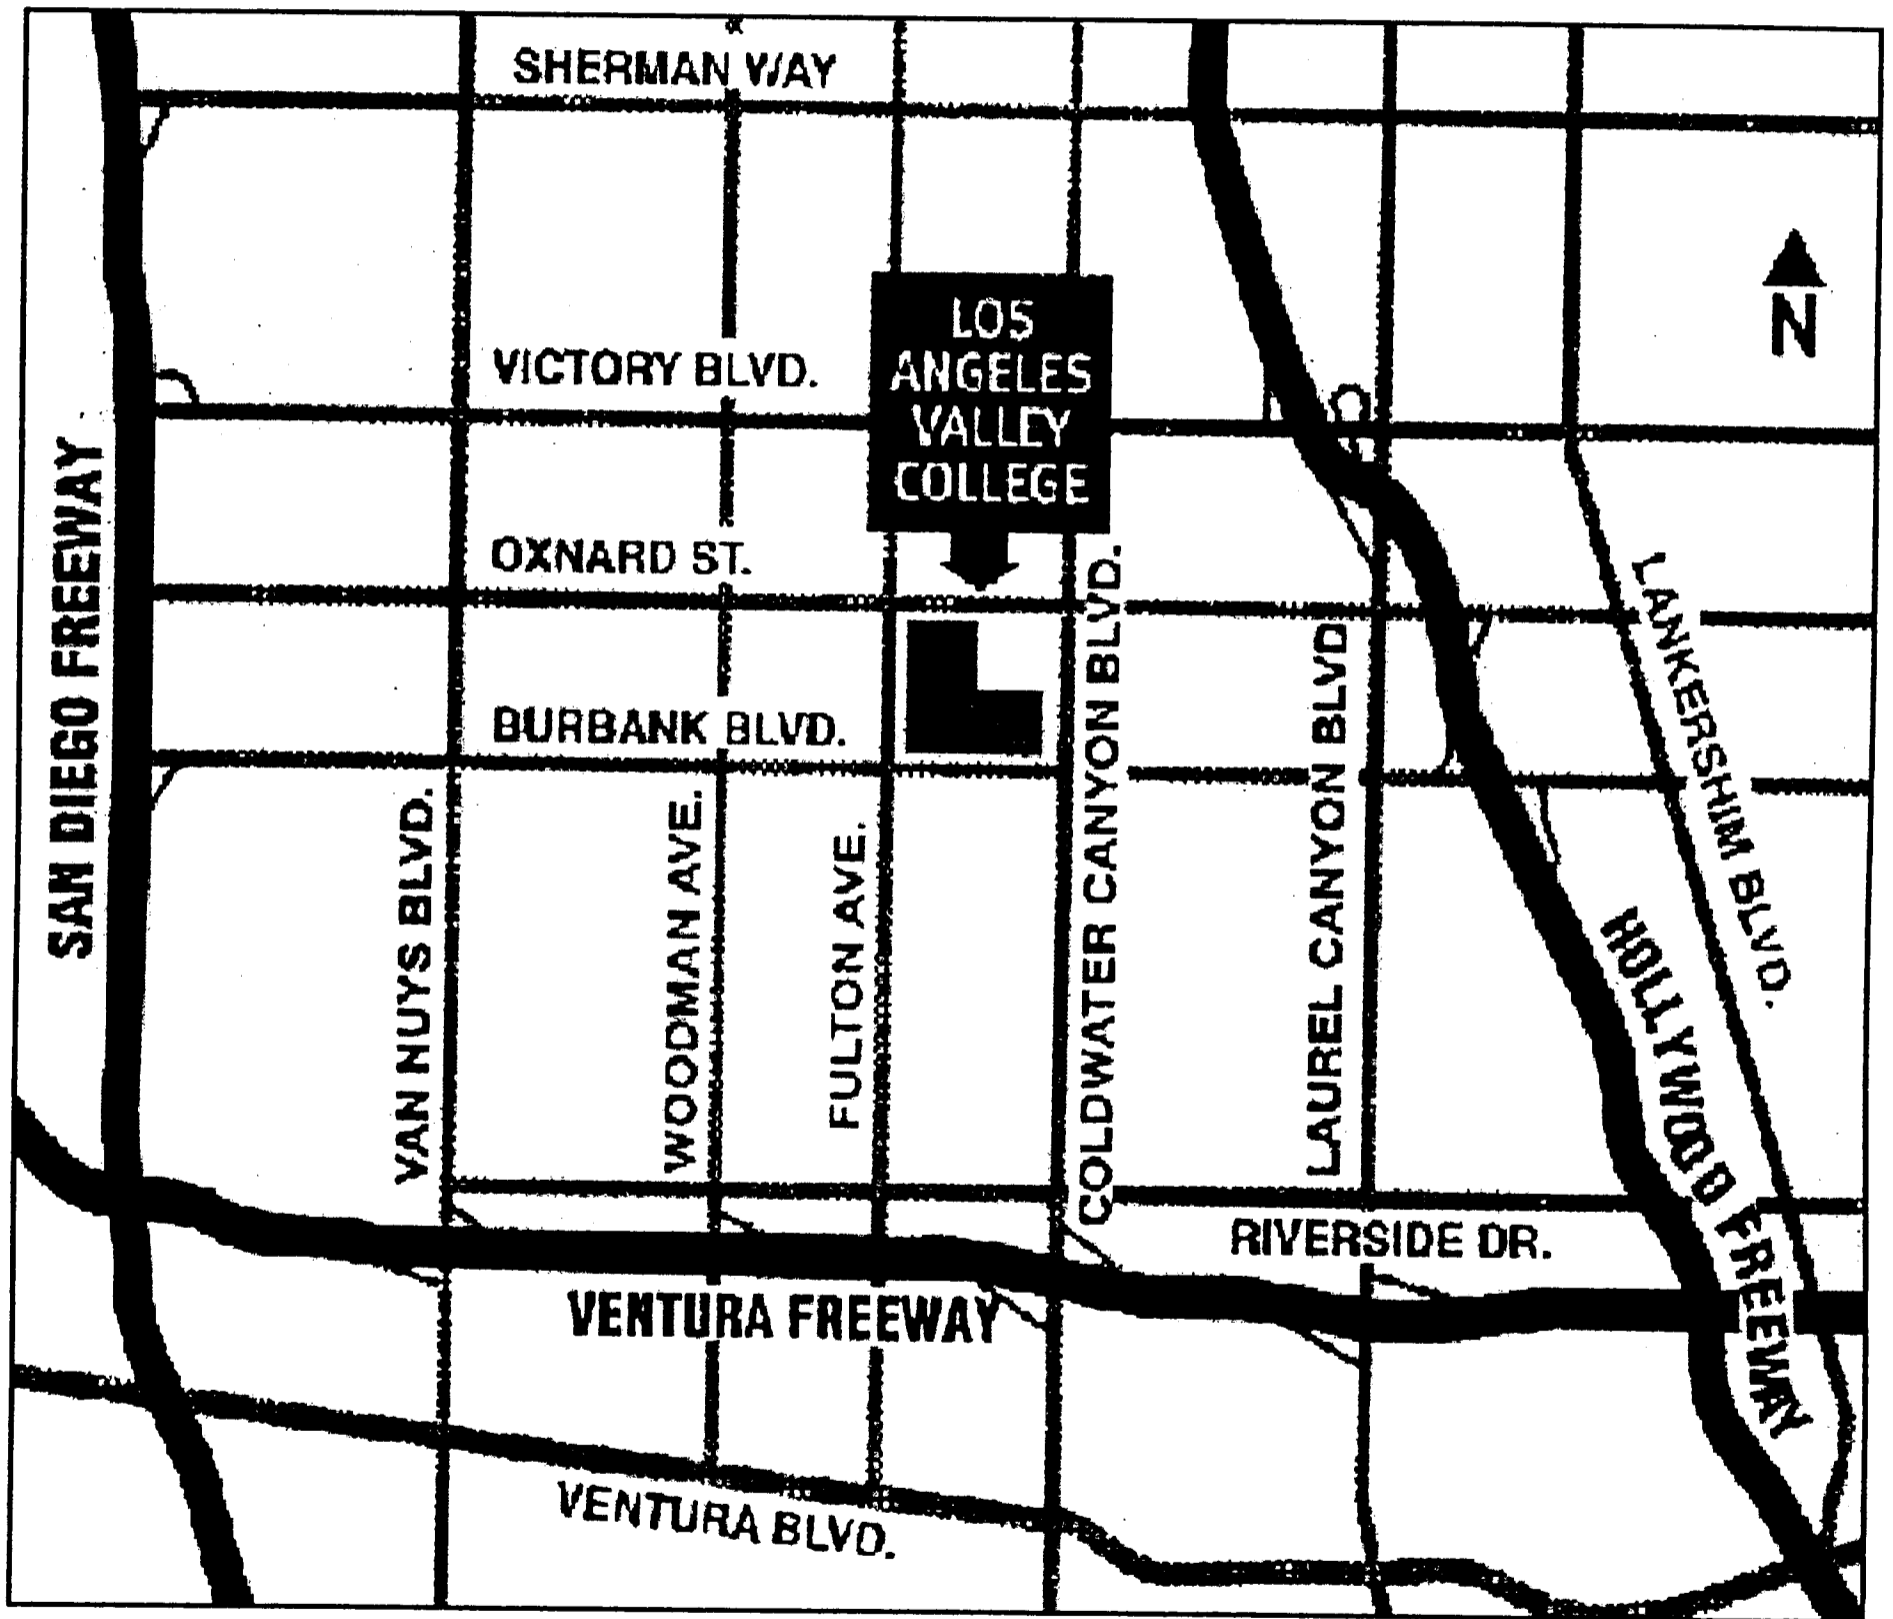 SHERMAN WAY
LOS
ANGELES
VALLEY
COLLEGE
N
VICTORY BLVD.
OXNARD ST.
BURBANK BLVD.
SAN DIEGO FREEWAY
VAN NUYS BLVD.
WOODMAN AVE.
FULTON AVE.
COLDWATER CANYON BLVD.
LAUREL CANYON BLVD
LANKERSHIM BLVD.
HOLLYWOOD FREEWAY
RIVERSIDE DR.
VENTURA FREEWAY
VENTURA BLVD.